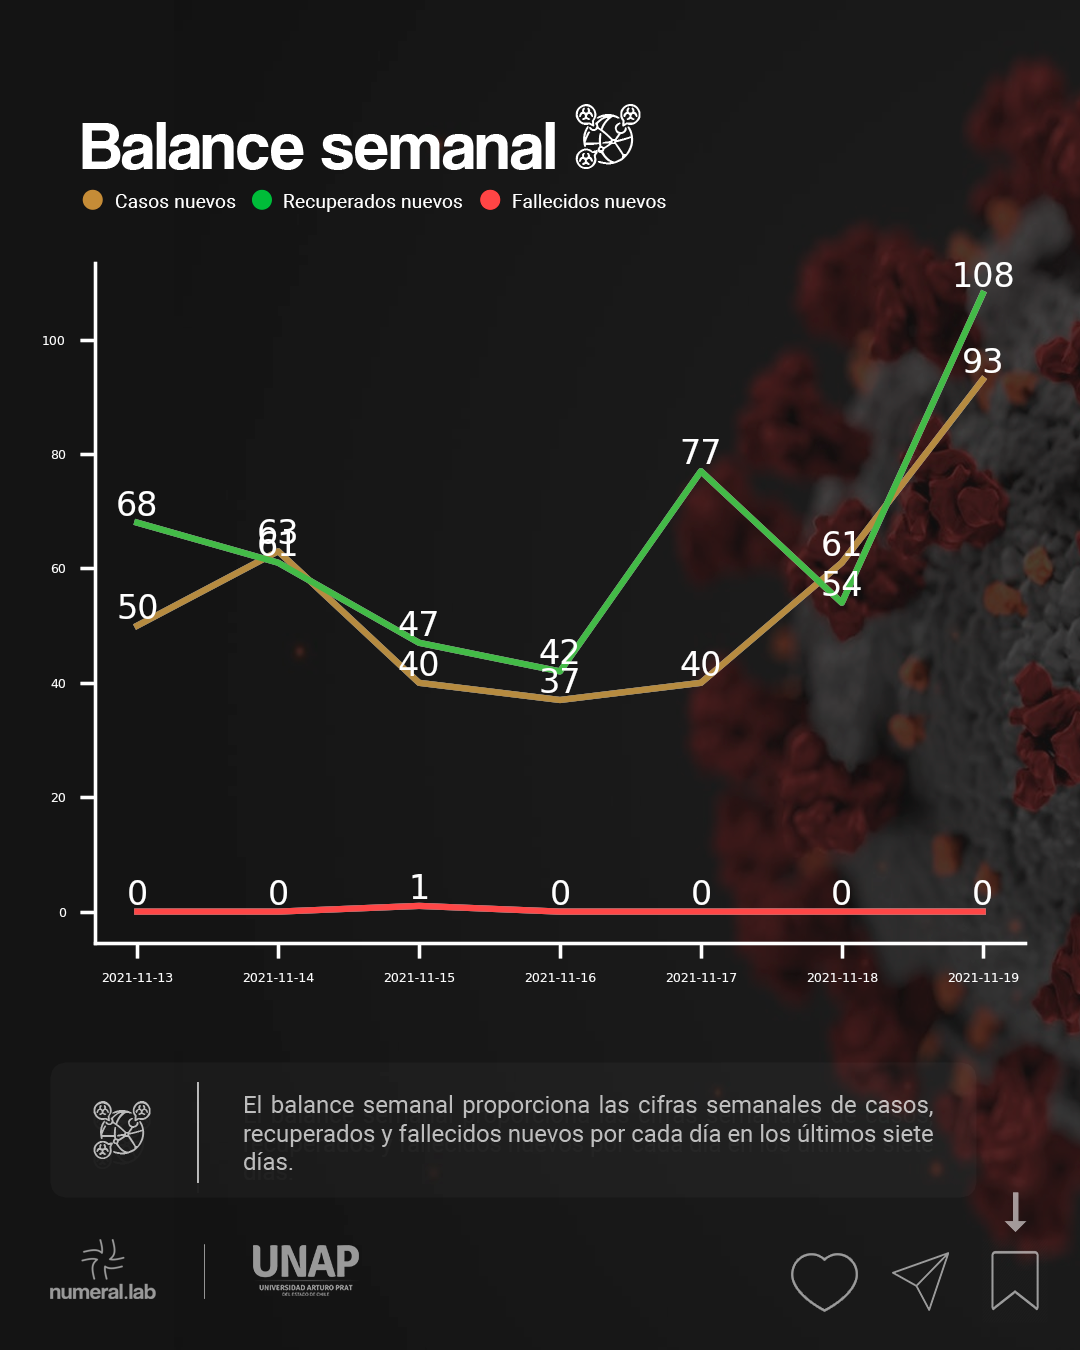 Balance semanal
Casos nuevos Recuperados nuevos Fallecidos nuevos
108
100
93
80
77
68
63
61
61
60
54
50
47
42
40
40
40
37
20
0 0 1 0 0 0 0
0
2021-11-13 2021-11-14 2021-11-15 2021-11-16 2021-11-17 2021-11-18 2021-11-19
El balance semanal proporciona las cifras semanales de casos,
recuperados y fallecidos nuevos por cada día en los últimos siete
días.
numeral.lab
UNAP
UNIVERSIDAD ARTURO PRAT
DEL ESTADO DE CHILE